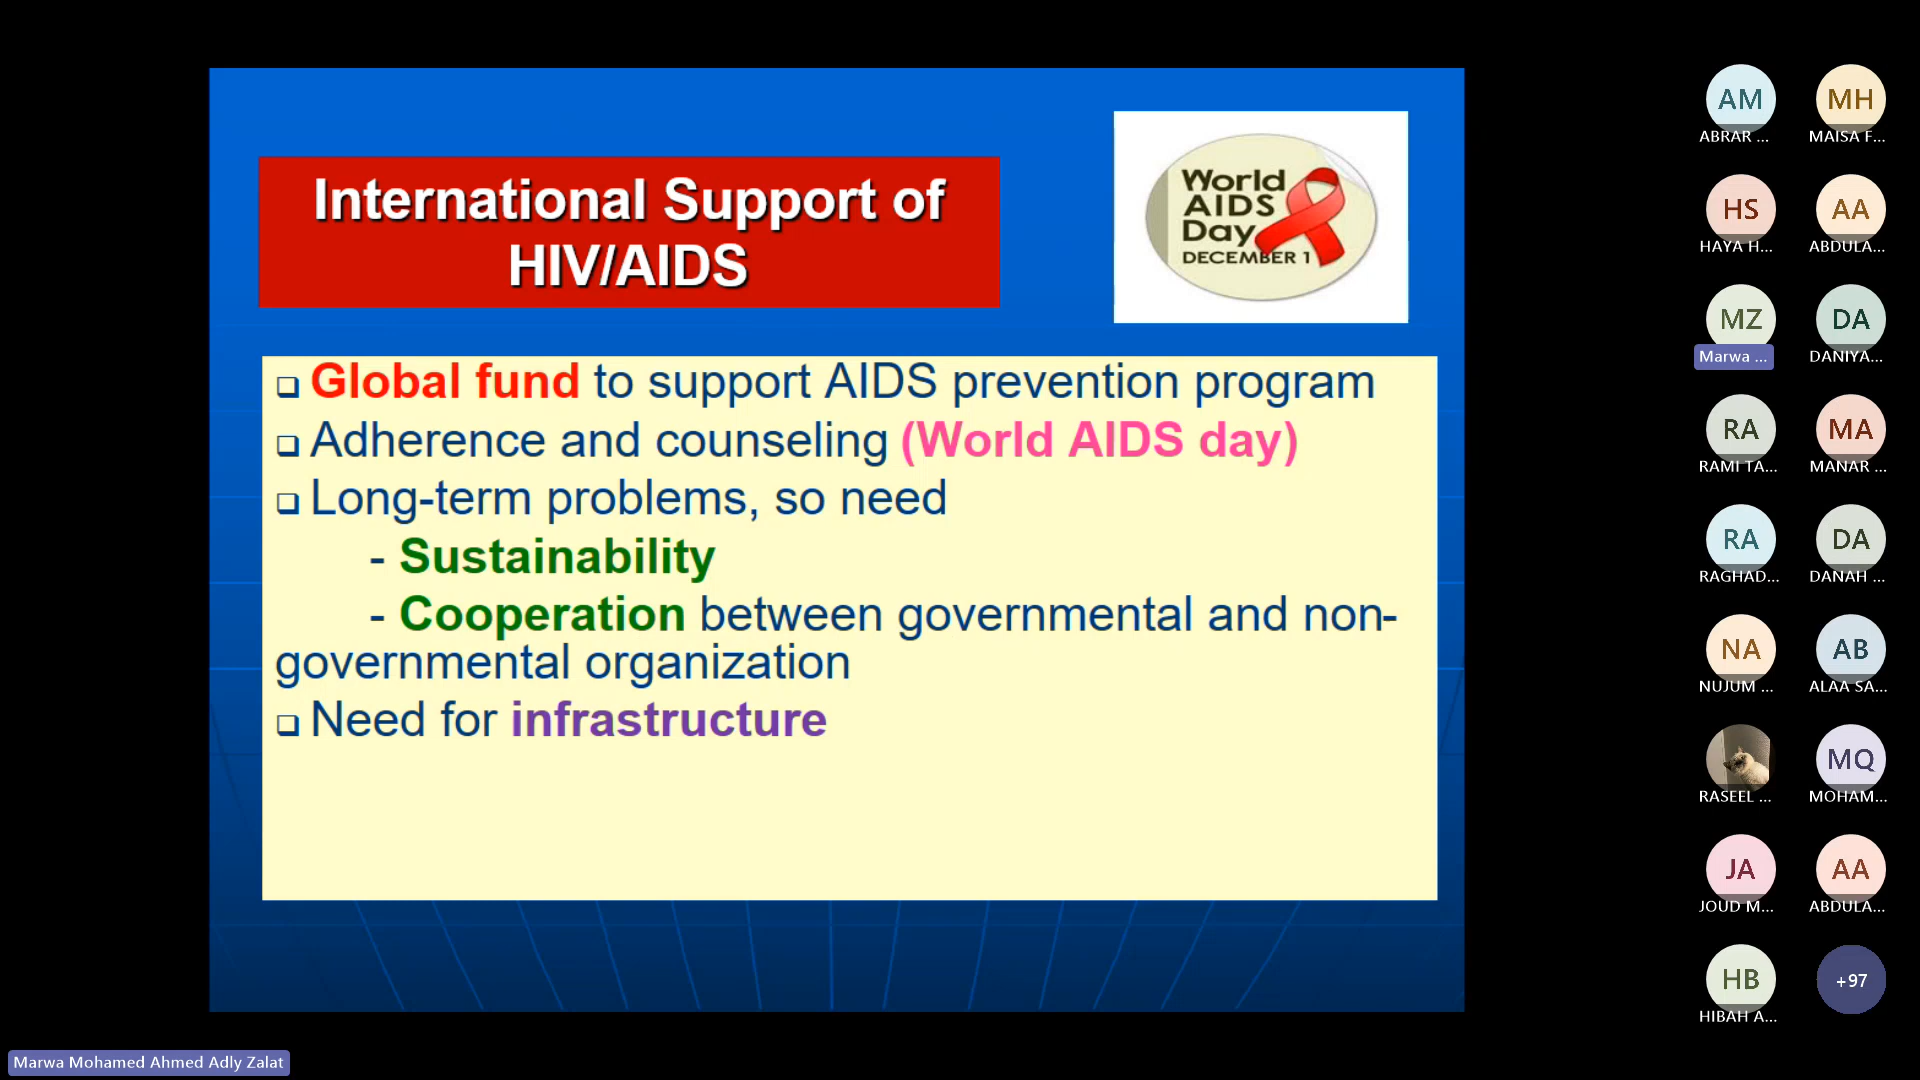 International Support of
HIV/AIDS
World
AIDS
Day
DECEMBER 1
❑ Global fund to support AIDS prevention program
❑ Adherence and counseling (World AIDS day)
❑ Long-term problems, so need
- Sustainability
- Cooperation between governmental and non-
governmental organization
❑ Need for infrastructure
AM
ABRAR ...
MH
MAISA F...
HS
HAYA H...
AA
ABDULA...
MZ
Marwa ...
DA
DANIYA...
RA
RAMI TA...
MA
MANAR ...
RA
RAGHAD...
DA
DANAH ...
NA
NUJUM ...
AB
ALAA SA...
RASEEL ...
MQ
MOHAM...
JA
JOUD M...
AA
ABDULA...
HB
HIBAH A...
+97
Marwa Mohamed Ahmed Adly Zalat